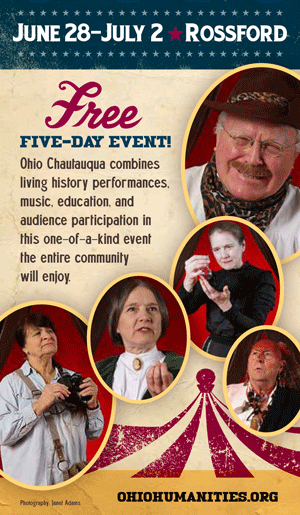 JUNE 28–JULY 2 ★ ROSSFORD
Free
FIVE-DAY EVENT!
Ohio Chautauqua combines
living history performances,
music, education, and
audience participation in
this one-of-a-kind event
the entire community
will enjoy.
Photography, Janet Adams
OHIOHUMANITIES.ORG